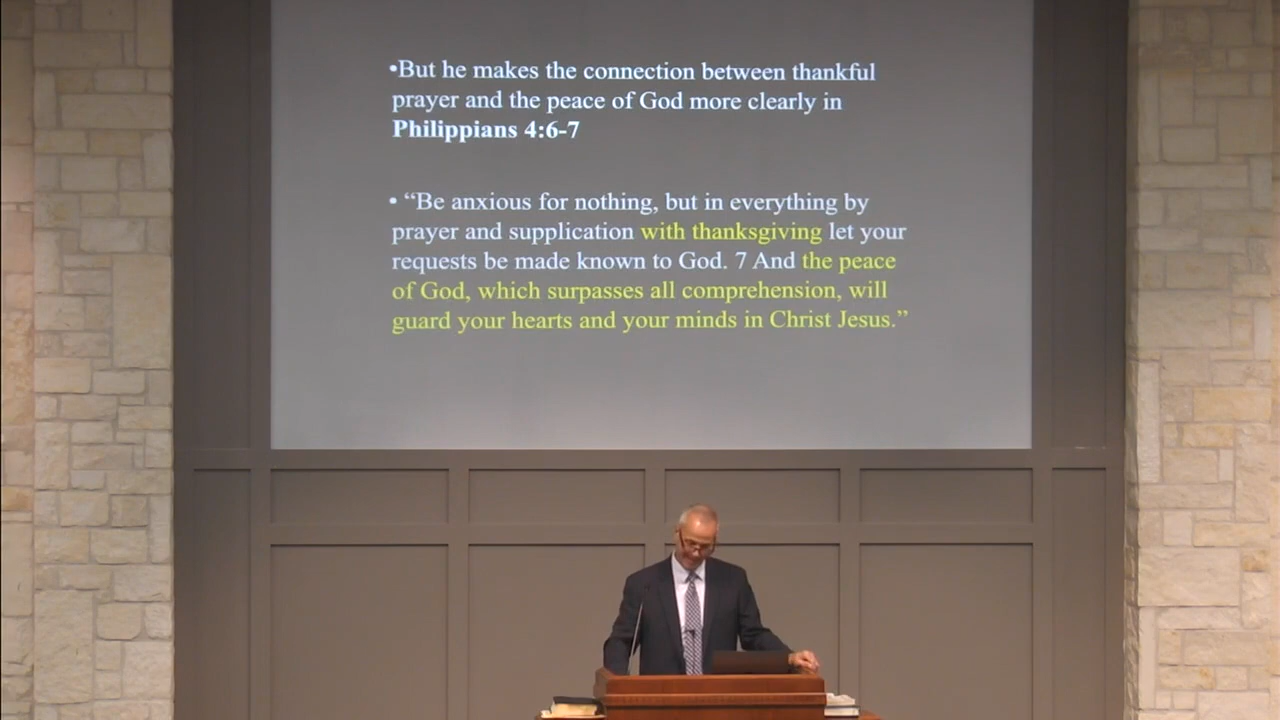 •But he makes the connection between thankful
prayer and the peace of God more clearly in
Philippians 4:6-7
• “Be anxious for nothing, but in everything by
prayer and supplication with thanksgiving let your
requests be made known to God. 7 And the peace
of God, which surpasses all comprehension, will
guard your hearts and your minds in Christ Jesus.”